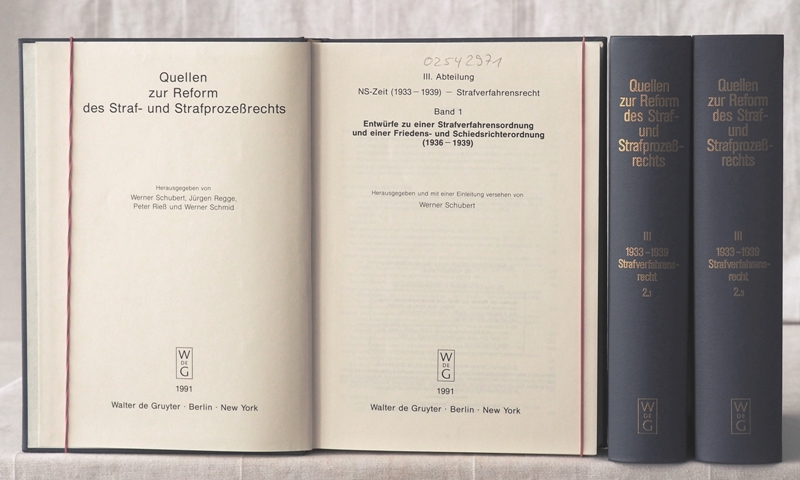 Quellen
zur Reform
des Straf- und Strafprozeßrechts
Herausgegeben von
Werner Schubert, Jürgen Regge,
Peter Rieß und Werner Schmid
W
DE
G
1991
Walter de Gruyter · Berlin · New York
02542971
III. Abteilung
NS-Zeit (1933–1939) – Strafverfahrensrecht
Band 1
Entwürfe zu einer Strafverfahrensordnung
und einer Friedens- und Schiedsrichterordnung
(1936–1939)
Herausgegeben und mit einer Einleitung versehen von
Werner Schubert
W
DE
G
1991
Walter de Gruyter · Berlin · New York
Quellen
zur Reform
des Straf-
und
Strafprozeß-
rechts
III
1933–1939
Strafverfahrens-
recht
W
DE
G
Quellen
zur Reform
des Straf-
und
Strafprozeß-
rechts
III
1933–1939
Strafverfahrens-
recht
W
DE
G